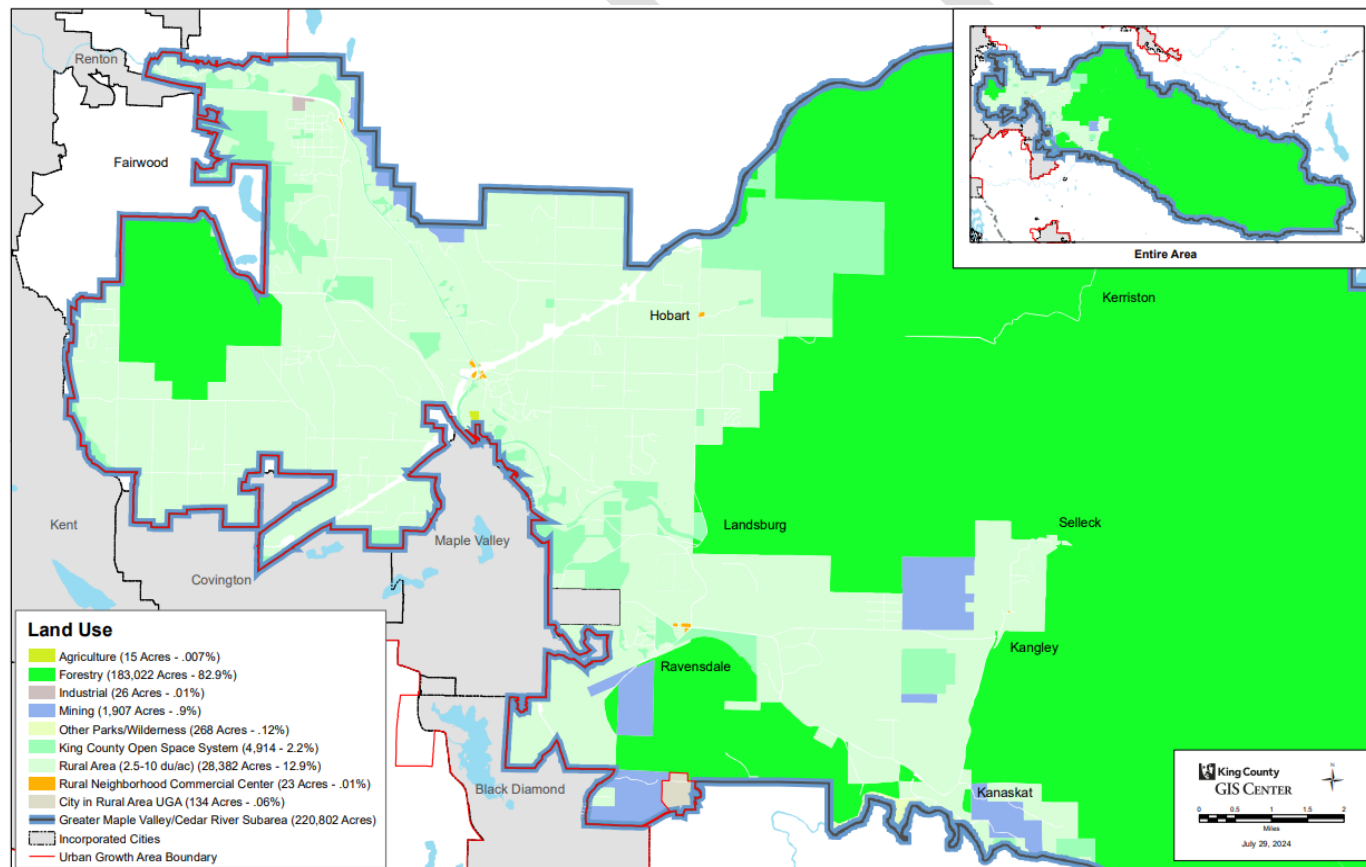 Renton
Fairwood
Entire Area
Kerriston
Hobart
Landsburg
Selleck
Kent
Maple Valley
Covington
Kangley
Ravensdale
Black Diamond
Kanaskat
Land Use
Agriculture (15 Acres - .007%)
Forestry (183,022 Acres - 82.9%)
Industrial (26 Acres - .01%)
Mining (1,907 Acres - .9%)
Other Parks/Wilderness (268 Acres - .12%)
King County Open Space System (4,914 - 2.2%)
Rural Area (2.5-10 du/ac) (28,382 Acres - 12.9%)
Rural Neighborhood Commercial Center (23 Acres - .01%)
City in Rural Area UGA (134 Acres - .06%)
Greater Maple Valley/Cedar River Subarea (220,802 Acres)
Incorporated Cities
Urban Growth Area Boundary
King County
GIS CENTER
N
0 0.5 1 1.5 2
Miles
July 29, 2024